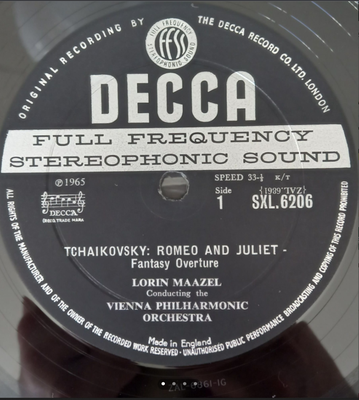 ORIGINAL RECORDING BY
THE DECCA RECORD CO. LTD. LONDON
FULL FREQUENCY
ffss
STEREOPHONIC SOUND
DECCA
FULL FREQUENCY
STEREOPHONIC SOUND
℗1965
SPEED 33⅓ K/T
DECCA
REGD. TRADE MARK
Side
1
SXL.6206
TCHAIKOVSKY: ROMEO AND JULIET -
Fantasy Overture
LORIN MAAZEL
Conducting the
VIENNA PHILHARMONIC
ORCHESTRA
Made in England
ALL RIGHTS OF THE MANUFACTURER AND OF THE OWNER OF THE RECORDED WORK RESERVED · UNAUTHORISED PUBLIC PERFORMANCE BROADCASTING AND COPYING OF THIS RECORD PROHIBITED